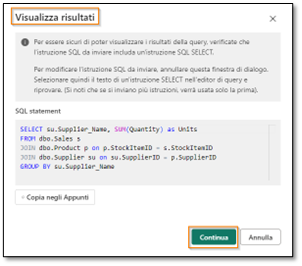 Visualizza risultati
Per essere sicuri di poter visualizzare i risultati della query, verificate che
l'istruzione SQL da inviare includa un'istruzione SQL SELECT.
Per modificare l'istruzione SQL da inviare, annullare questa finestra di dialogo.
Selezionare quindi il testo di un'istruzione SELECT nell'editor di query e
riprovare. (Si noti che se si inviano più istruzioni, verrà usata solo la prima).
SQL statement
SELECT su.Supplier_Name, SUM(Quantity) as Units
FROM dbo.Sales s
JOIN dbo.Product p on p.StockItemID = s.StockItemID
JOIN dbo.Supplier su on su.SupplierID = p.SupplierID
GROUP BY su.Supplier_Name
Copia negli Appunti
Continua
Annulla